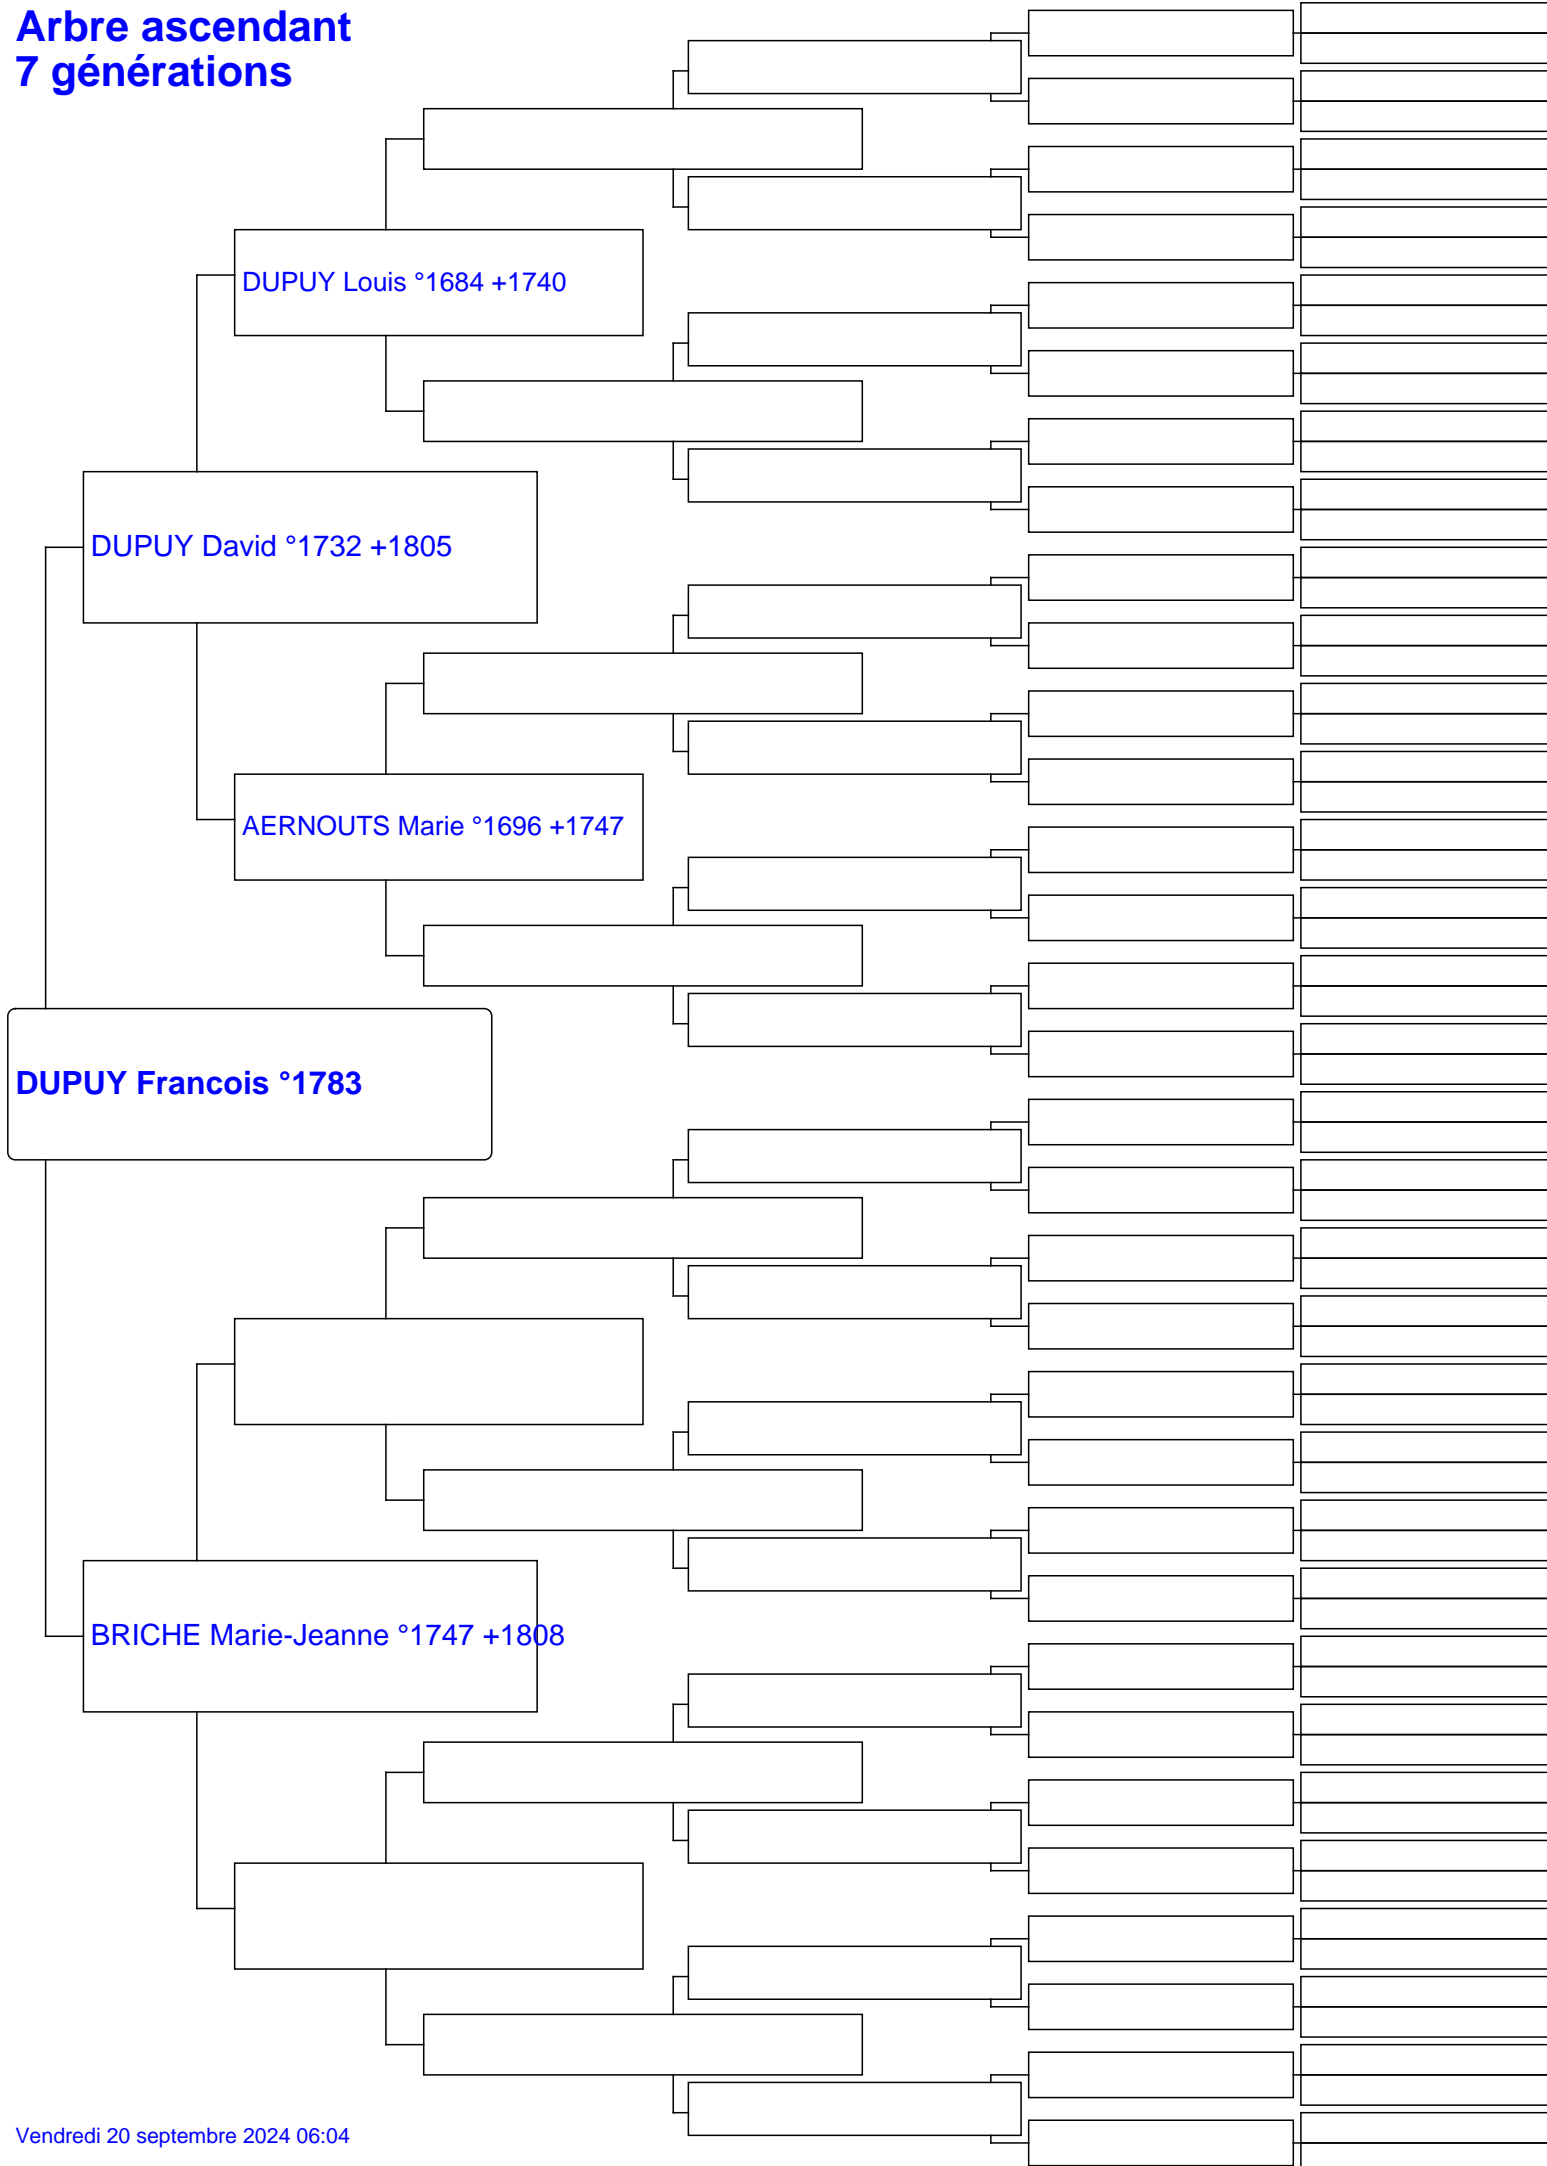 Arbre ascendant
7 générations
DUPUY Louis °1684 +1740
DUPUY David °1732 +1805
AERNOUTS Marie °1696 +1747
DUPUY Francois °1783
BRICHE Marie-Jeanne °1747 +1808
Vendredi 20 septembre 2024 06:04